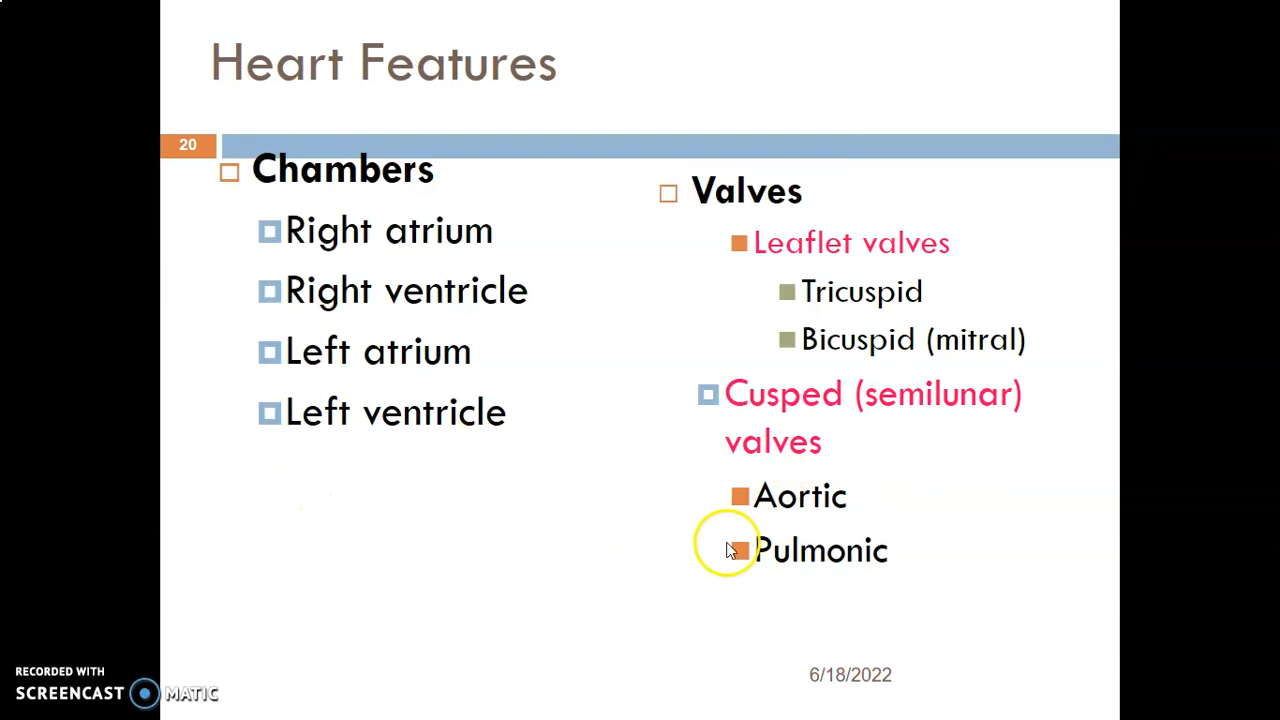 Heart Features
20
Chambers
Right atrium
Right ventricle
Left atrium
Left ventricle
Valves
Leaflet valves
Tricuspid
Bicuspid (mitral)
Cusped (semilunar)
valves
Aortic
Pulmonic
6/18/2022
RECORDED WITH
SCREENCAST MATIC